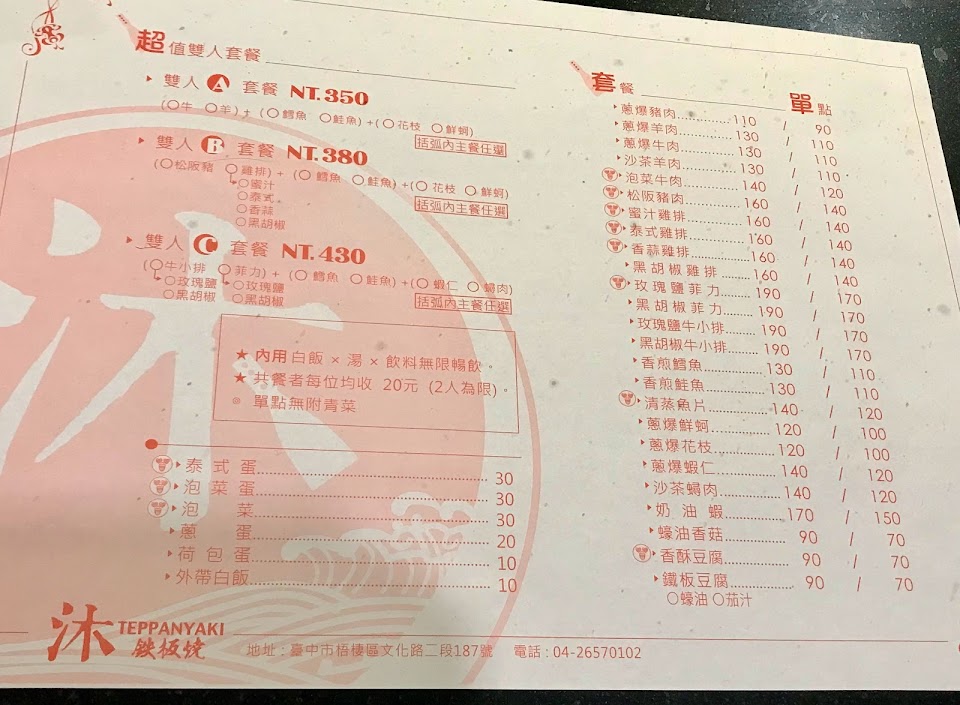 超值雙人套餐
雙人 A 套餐 NT.350
(○牛 ○羊) + (○鱈魚 ○鮭魚) + (○花枝 ○鮮蚵)
括弧內主餐任選
雙人 B 套餐 NT.380
(○松阪豬 ○雞排) + (○鱈魚 ○鮭魚) + (○花枝 ○鮮蚵)
○蜜汁
○泰式
○香蒜
○黑胡椒
括弧內主餐任選
雙人 C 套餐 NT.430
(○牛小排 ○菲力) + (○鱈魚 ○鮭魚) + (○蝦仁 ○蟳肉)
○玫瑰鹽 ○玫瑰鹽
○黑胡椒 ○黑胡椒
括弧內主餐任選
★ 內用白飯 × 湯 × 飲料無限暢飲。
★ 共餐者每位均收 20元 (2人為限)。
◎ 單點無附青菜
泰式蛋 30
泡菜蛋 30
泡菜 30
蔥蛋 20
荷包蛋 10
外帶白飯 10
套餐 單點
蔥爆豬肉 110 / 90
蔥爆羊肉 130 / 110
蔥爆牛肉 130 / 110
沙茶羊肉 130 / 110
泡菜牛肉 140 / 120
松阪豬肉 160 / 140
蜜汁雞排 160 / 140
泰式雞排 160 / 140
香蒜雞排 160 / 140
黑胡椒雞排 160 / 140
玫瑰鹽菲力 190 / 170
黑胡椒菲力 190 / 170
玫瑰鹽牛小排 190 / 170
黑胡椒牛小排 190 / 170
香煎鱈魚 130 / 110
香煎鮭魚 130 / 110
清蒸魚片 140 / 120
蔥爆鮮蚵 120 / 100
蔥爆花枝 120 / 100
蔥爆蝦仁 140 / 120
沙茶蟳肉 140 / 120
奶油蝦 170 / 150
蠔油香菇 90 / 70
香酥豆腐 90 / 70
鐵板豆腐 90 / 70
○蠔油 ○茄汁
沐 TEPPANYAKI
鉄板燒
地址：臺中市梧棲區文化路二段187號 電話：04-26570102
沐